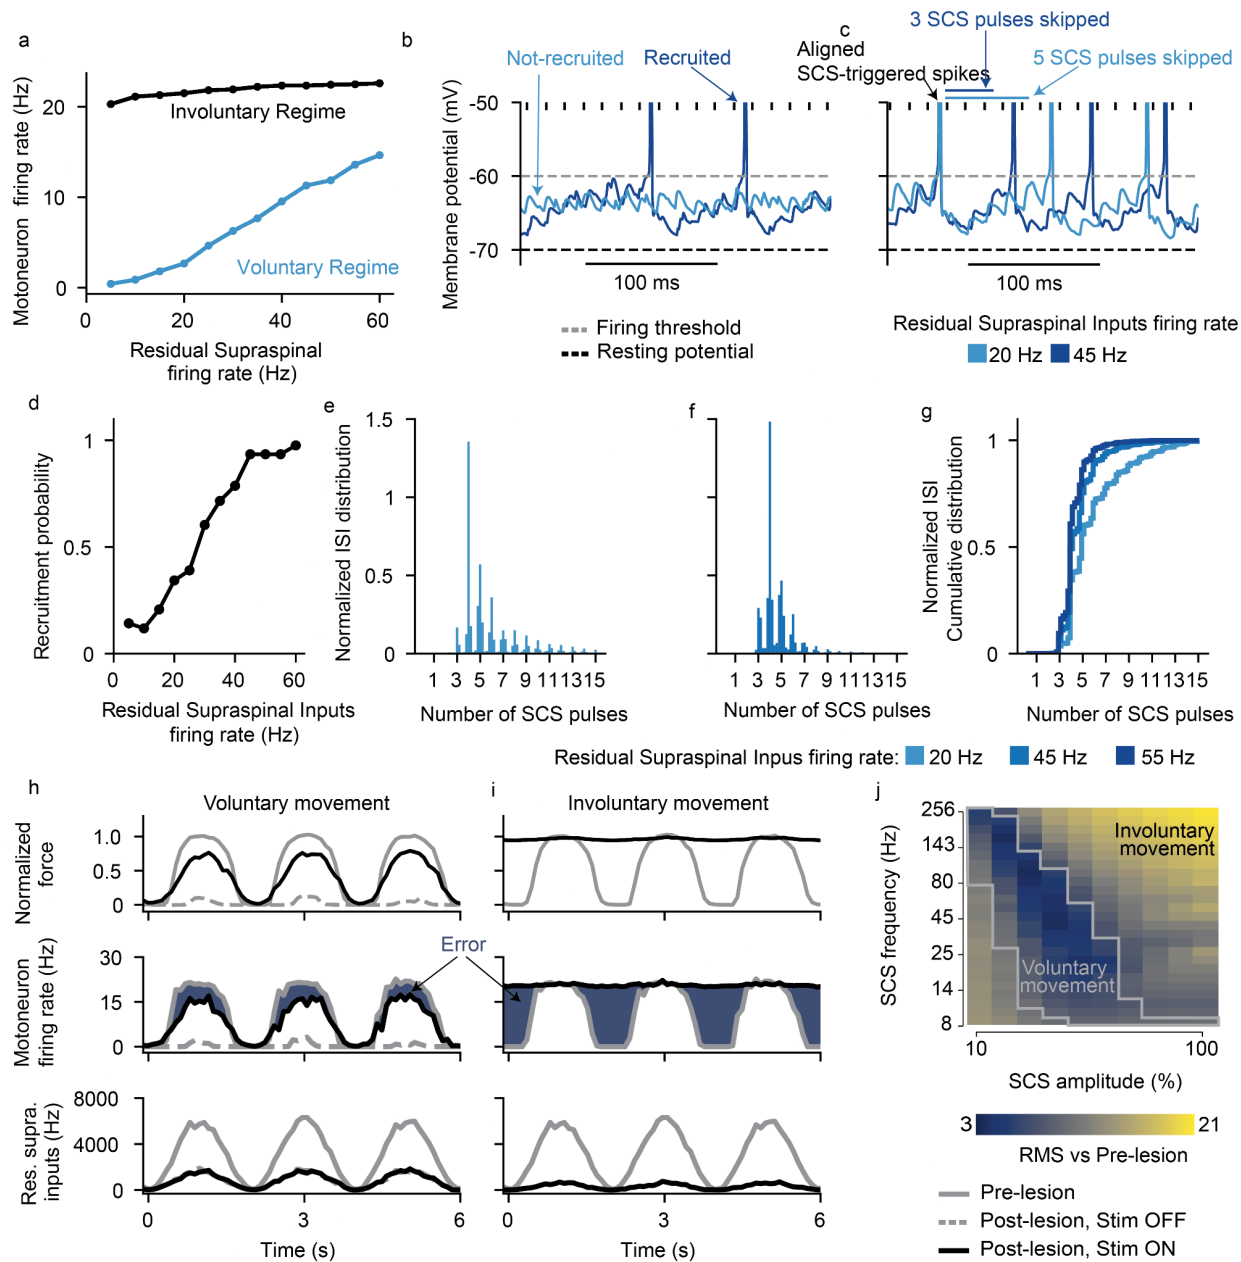 a
Motoneuron firing rate (Hz)
20
10
0
Involuntary Regime
Voluntary Regime
0 20 40 60
Residual Supraspinal
firing rate (Hz)
b
Not-recruited
Recruited
Membrane potential (mV)
-50
-60
-70
100 ms
Firing threshold
Resting potential
c
3 SCS pulses skipped
Aligned
SCS-triggered spikes
5 SCS pulses skipped
-50
-60
-70
100 ms
Residual Supraspinal Inputs firing rate
20 Hz 45 Hz
d
Recruitment probability
1
0.5
0
0 20 40 60
Residual Supraspinal Inputs
firing rate (Hz)
e
Normalized ISI distribution
1.5
1
0.5
0
1 3 5 7 9 11 13 15
Number of SCS pulses
f
1 3 5 7 9 11 13 15
Number of SCS pulses
g
Normalized ISI
Cumulative distribution
1
0.5
0
1 3 5 7 9 11 13 15
Number of SCS pulses
Residual Supraspinal Inpus firing rate: 20 Hz 45 Hz 55 Hz
h
Voluntary movement
Normalized
force
1.0
0.5
0
Motoneuron
firing rate (Hz)
30
15
0
Error
Res. supra.
inputs (Hz)
8000
4000
0
0 3 6
Time (s)
i
Involuntary movement
0 3 6
Time (s)
j
SCS frequency (Hz)
256
143
80
45
25
14
8
Involuntary
movement
Voluntary
movement
10 100
SCS amplitude (%)
3 21
RMS vs Pre-lesion
Pre-lesion
Post-lesion, Stim OFF
Post-lesion, Stim ON